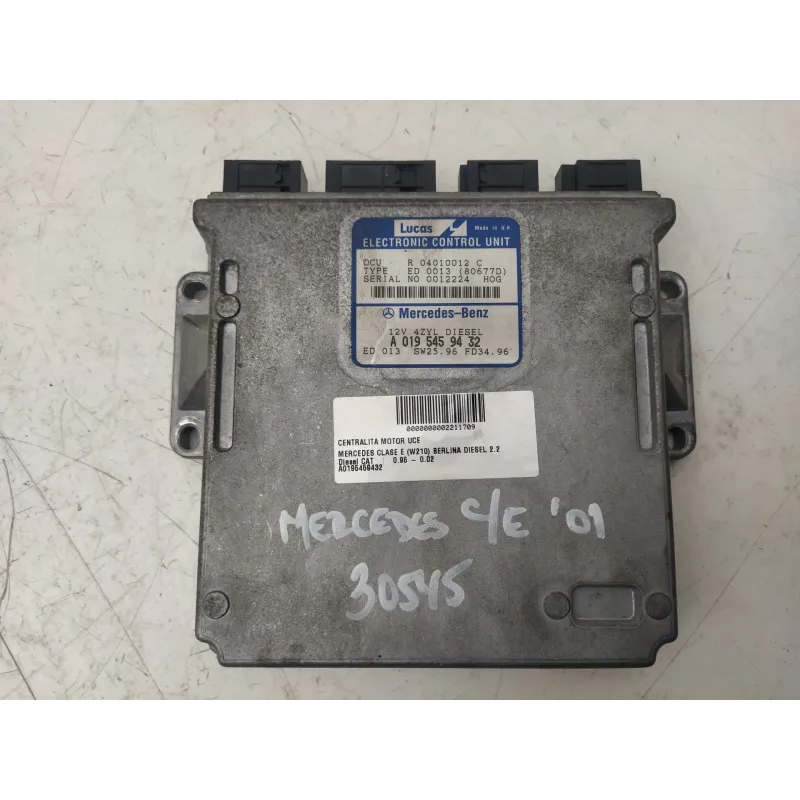 Lucas Made in U.K
ELECTRONIC CONTROL UNIT
DCU R 04010012 C
TYPE ED 0013 (80677D)
SERIAL NO 0012224 HOG
Mercedes-Benz
12V 4ZYL DIESEL
A 019 545 94 32
ED 013 SW25.96 FD34.96
0000000002211709
CENTRALITA MOTOR UCE
MERCEDES CLASE E (W210) BERLINA DIESEL 2.2
Diesel CAT | 0.95 - 0.02
A0195459432
MERCEDES C/E '01
30545